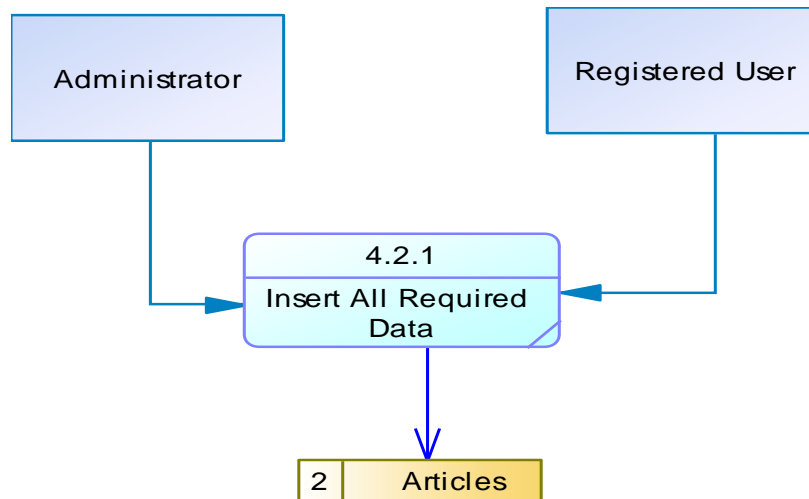 Administrator
Registered User
4.2.1
Insert All Required
Data
2
Articles